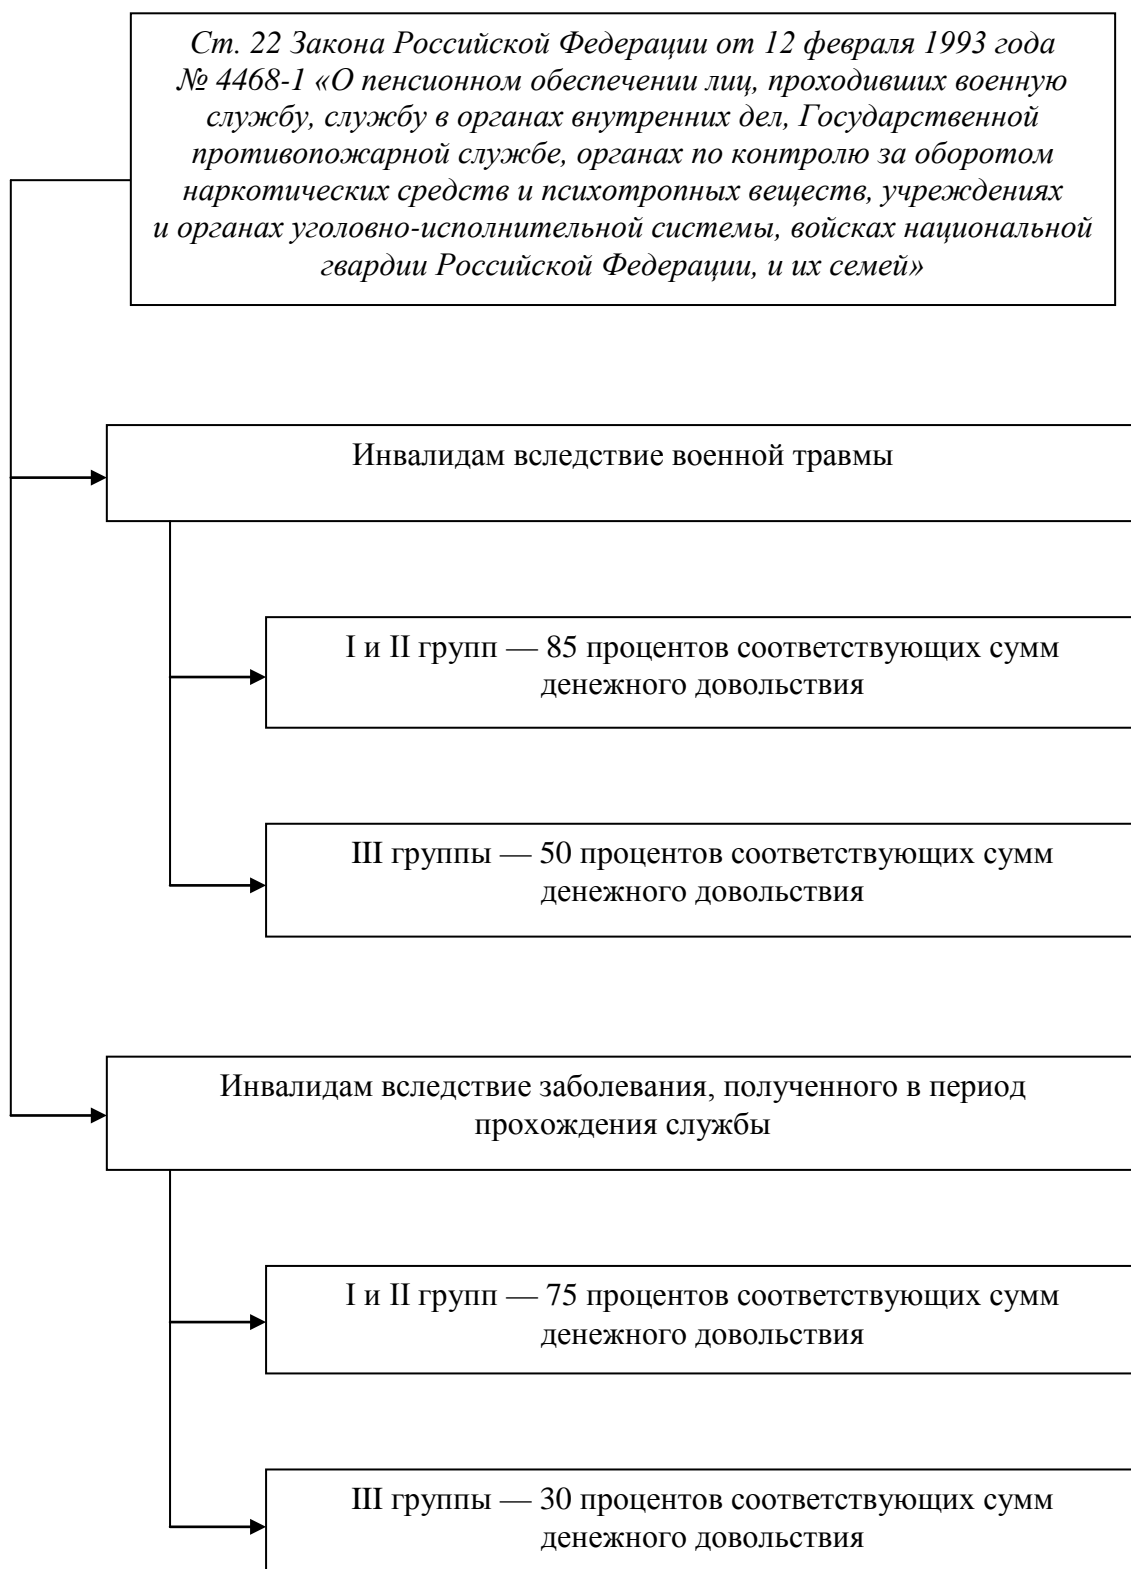 Ст. 22 Закона Российской Федерации от 12 февраля 1993 года
№ 4468-1 «О пенсионном обеспечении лиц, проходивших военную
службу, службу в органах внутренних дел, Государственной
противопожарной службе, органах по контролю за оборотом
наркотических средств и психотропных веществ, учреждениях
и органах уголовно-исполнительной системы, войсках национальной
гвардии Российской Федерации, и их семей»
Инвалидам вследствие военной травмы
I и II групп — 85 процентов соответствующих сумм
денежного довольствия
III группы — 50 процентов соответствующих сумм
денежного довольствия
Инвалидам вследствие заболевания, полученного в период
прохождения службы
I и II групп — 75 процентов соответствующих сумм
денежного довольствия
III группы — 30 процентов соответствующих сумм
денежного довольствия